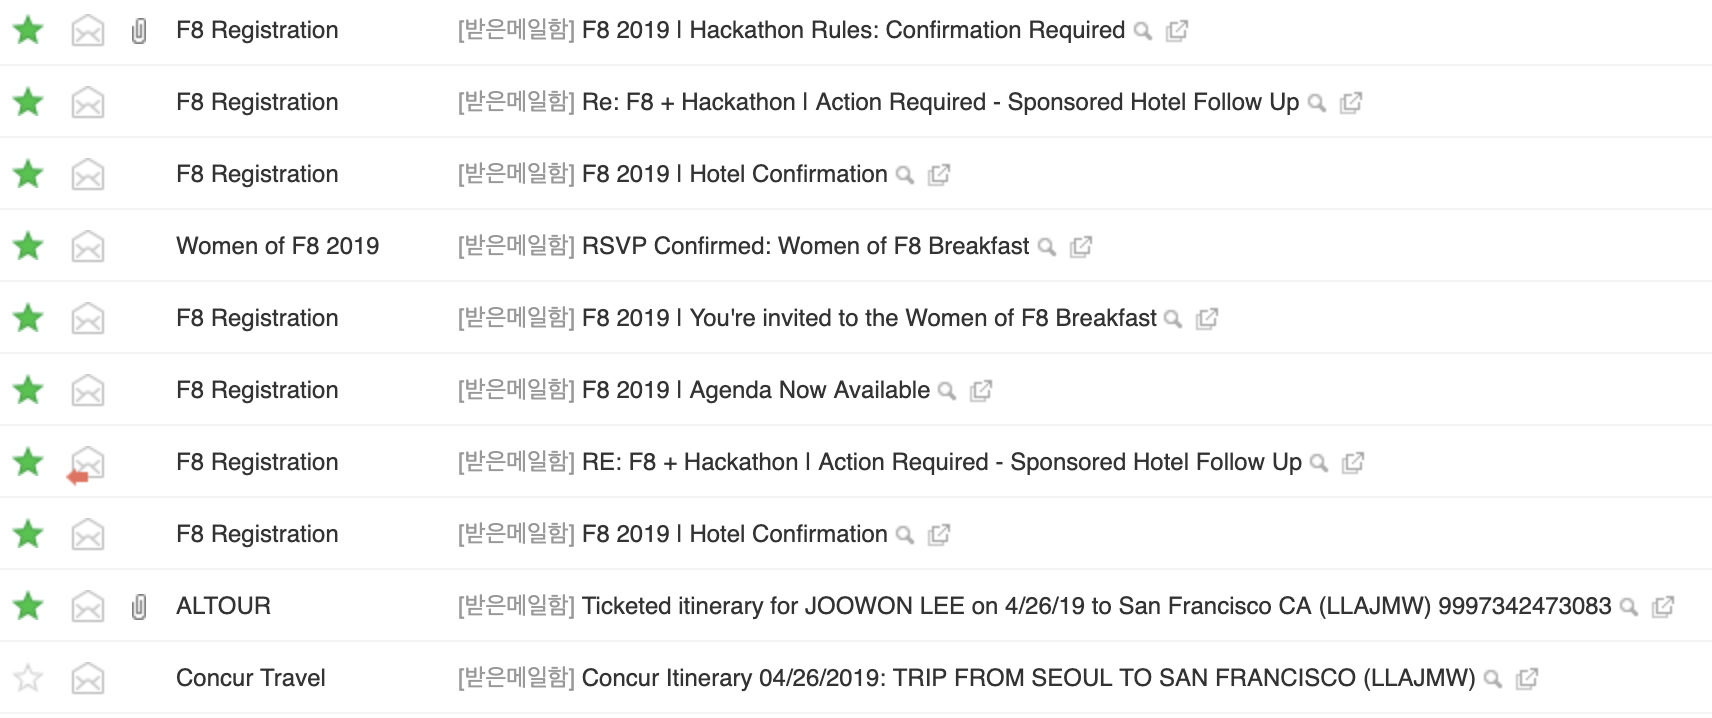 F8 Registration [받은메일함] F8 2019 | Hackathon Rules: Confirmation Required
F8 Registration [받은메일함] Re: F8 + Hackathon | Action Required - Sponsored Hotel Follow Up
F8 Registration [받은메일함] F8 2019 | Hotel Confirmation
Women of F8 2019 [받은메일함] RSVP Confirmed: Women of F8 Breakfast
F8 Registration [받은메일함] F8 2019 | You're invited to the Women of F8 Breakfast
F8 Registration [받은메일함] F8 2019 | Agenda Now Available
F8 Registration [받은메일함] RE: F8 + Hackathon | Action Required - Sponsored Hotel Follow Up
F8 Registration [받은메일함] F8 2019 | Hotel Confirmation
ALTOUR [받은메일함] Ticketed itinerary for JOOWON LEE on 4/26/19 to San Francisco CA (LLAJMW) 9997342473083
Concur Travel [받은메일함] Concur Itinerary 04/26/2019: TRIP FROM SEOUL TO SAN FRANCISCO (LLAJMW)